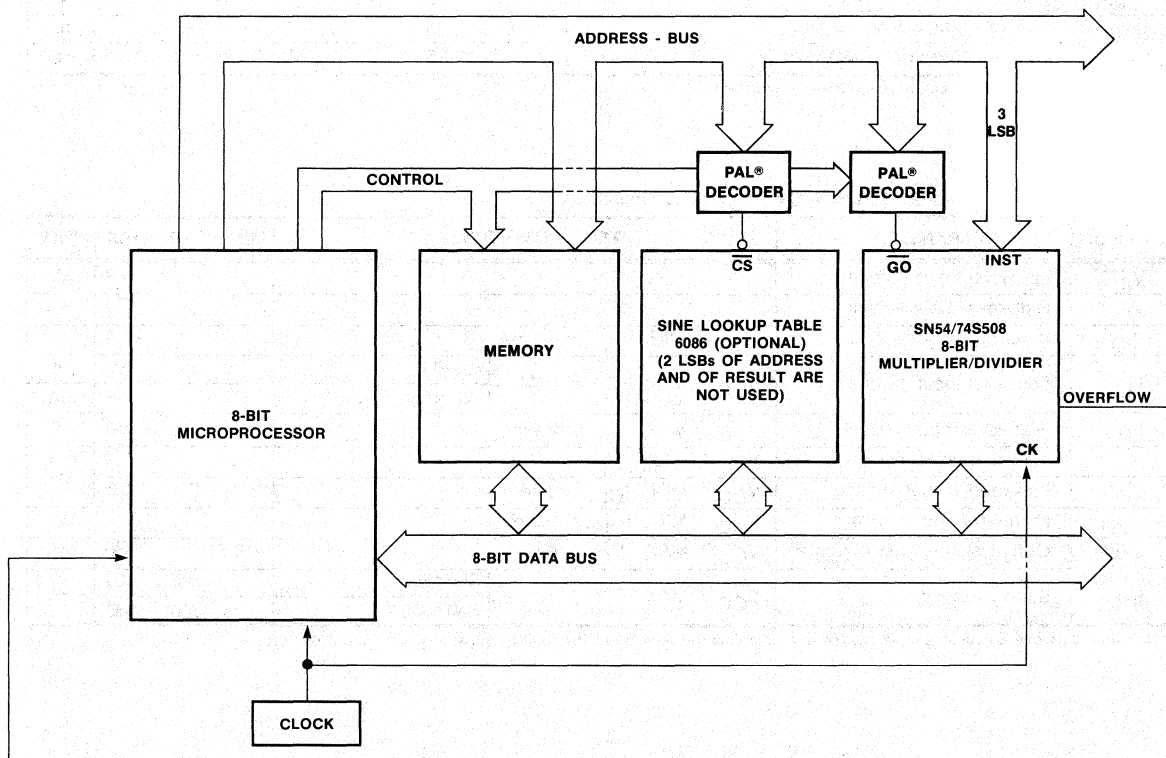 ADDRESS - BUS
3
LSB
CONTROL
PAL®
DECODER
PAL®
DECODER
CS
GO
INST
8-BIT
MICROPROCESSOR
MEMORY
SINE LOOKUP TABLE
6086 (OPTIONAL)
(2 LSBs OF ADDRESS
AND OF RESULT ARE
NOT USED)
SN54/74S508
8-BIT
MULTIPLIER/DIVIDIER
OVERFLOW
CK
8-BIT DATA BUS
CLOCK